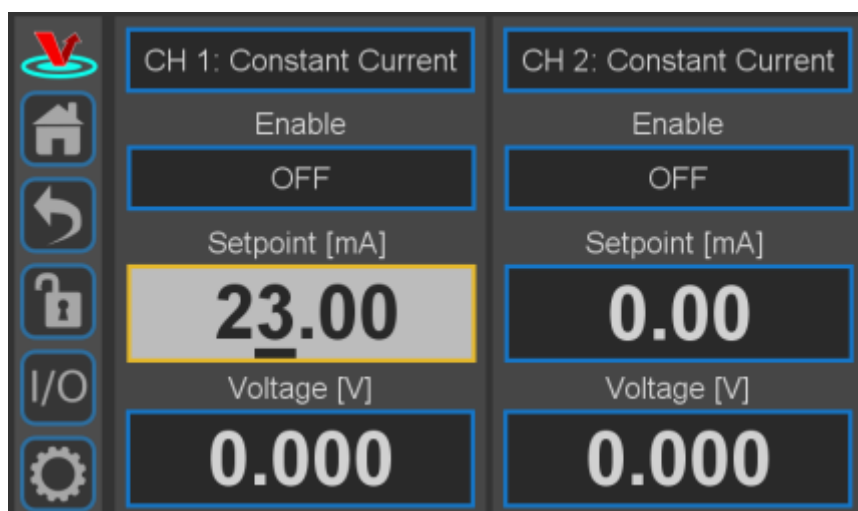 CH 1: Constant Current
Enable
OFF
Setpoint [mA]
23.00
Voltage [V]
0.000
CH 2: Constant Current
Enable
OFF
Setpoint [mA]
0.00
Voltage [V]
0.000
I/O